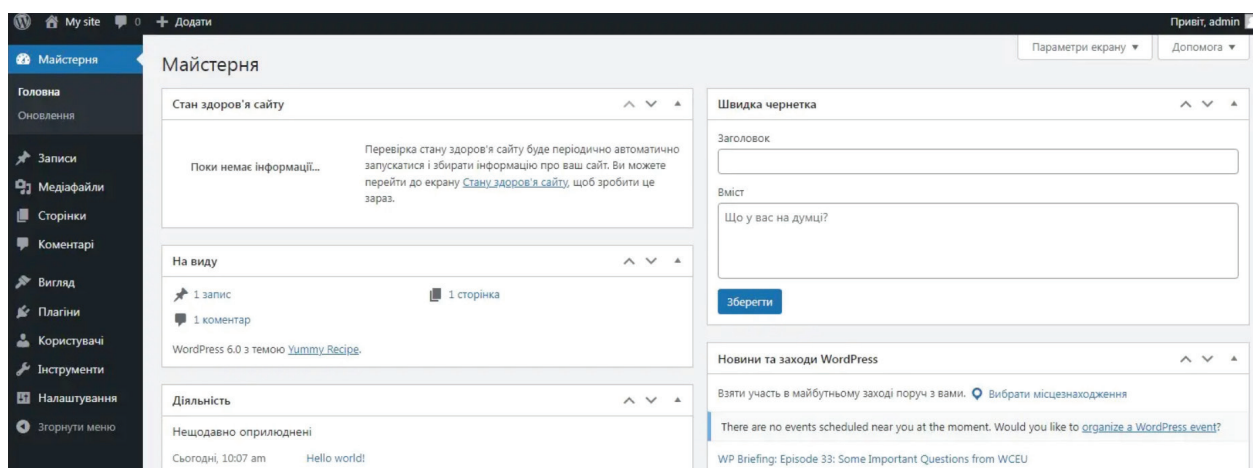 My site 0 Додати
Привіт, admin
Параметри екрану ▼
Допомога ▼
Майстерня
Головна
Оновлення
Записи
Медіафайли
Сторінки
Коментарі
Вигляд
Плагіни
Користувачі
Інструменти
Налаштування
Згорнути меню
Майстерня
Стан здоров'я сайту
Поки немає інформації...
Перевірка стану здоров'я сайту буде періодично автоматично
запускатися і збирати інформацію про ваш сайт. Ви можете
перейти до екрану Стану здоров'я сайту, щоб зробити це
зараз.
На виду
1 запис
1 сторінка
1 коментар
WordPress 6.0 з темою Yummy Recipe.
Діяльність
Нещодавно оприлюднені
Сьогодні, 10:07 am Hello world!
Швидка чернетка
Заголовок
Вміст
Що у вас на думці?
Зберегти
Новини та заходи WordPress
Взяти участь в майбутньому заході поруч з вами. Вибрати місцезнаходження
There are no events scheduled near you at the moment. Would you like to organize a WordPress event?
WP Briefing: Episode 33: Some Important Questions from WCEU